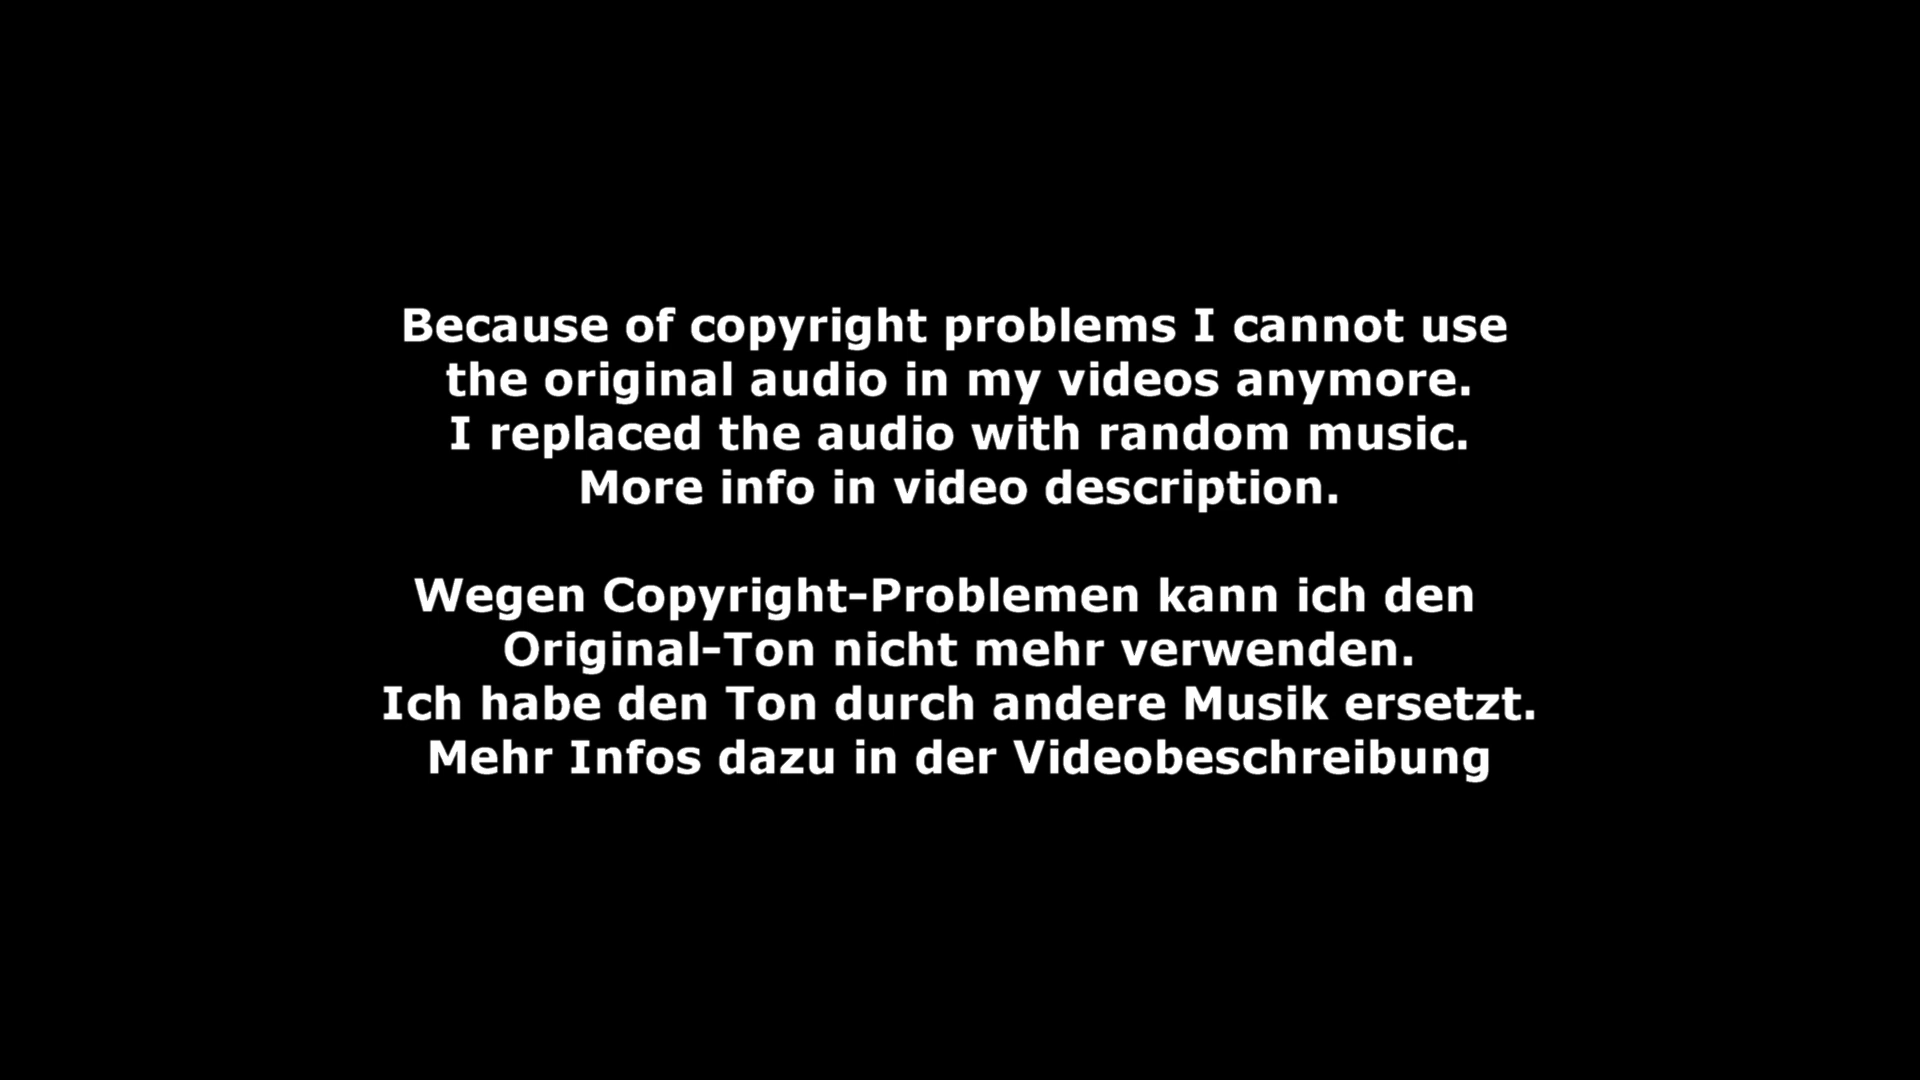 Because of copyright problems I cannot use
the original audio in my videos anymore.
I replaced the audio with random music.
More info in video description.
Wegen Copyright-Problemen kann ich den
Original-Ton nicht mehr verwenden.
Ich habe den Ton durch andere Musik ersetzt.
Mehr Infos dazu in der Videobeschreibung